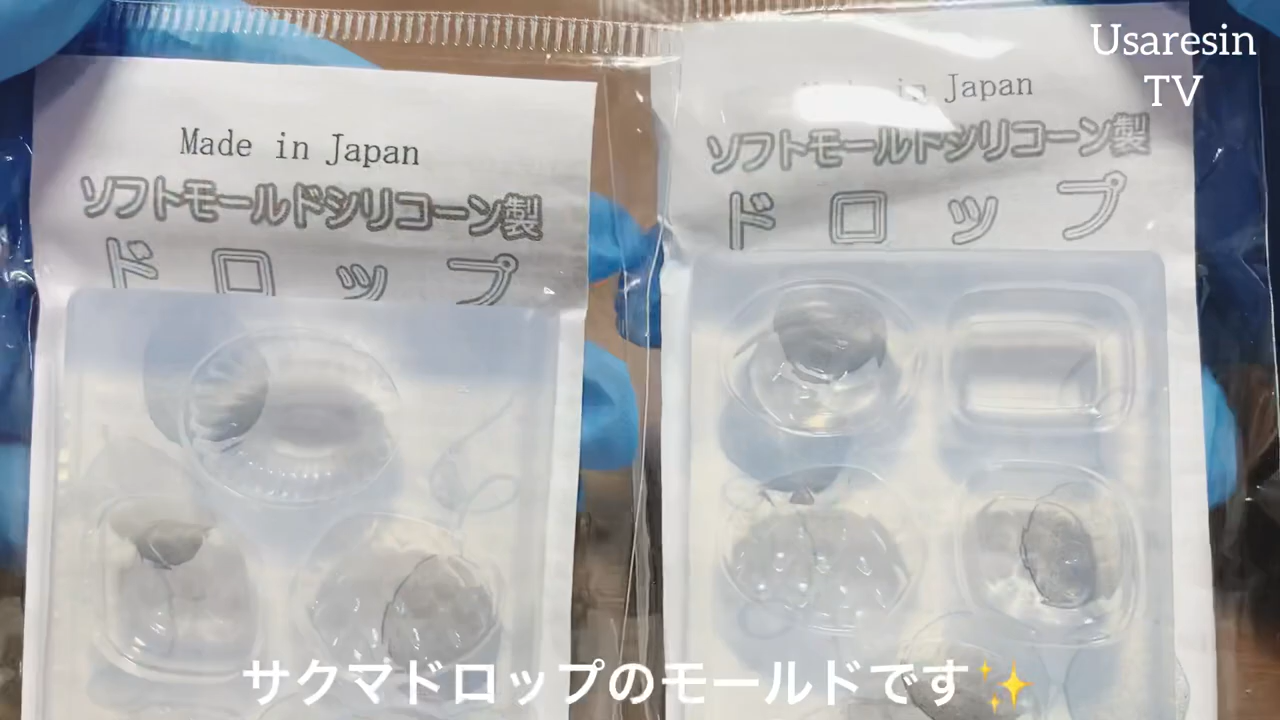 Usaresin
TV
Made in Japan
ソフトモールドシリコーン製
ドロップ
Made in Japan
ソフトモールドシリコーン製
ドロップ
サクマドロップのモールドです✨